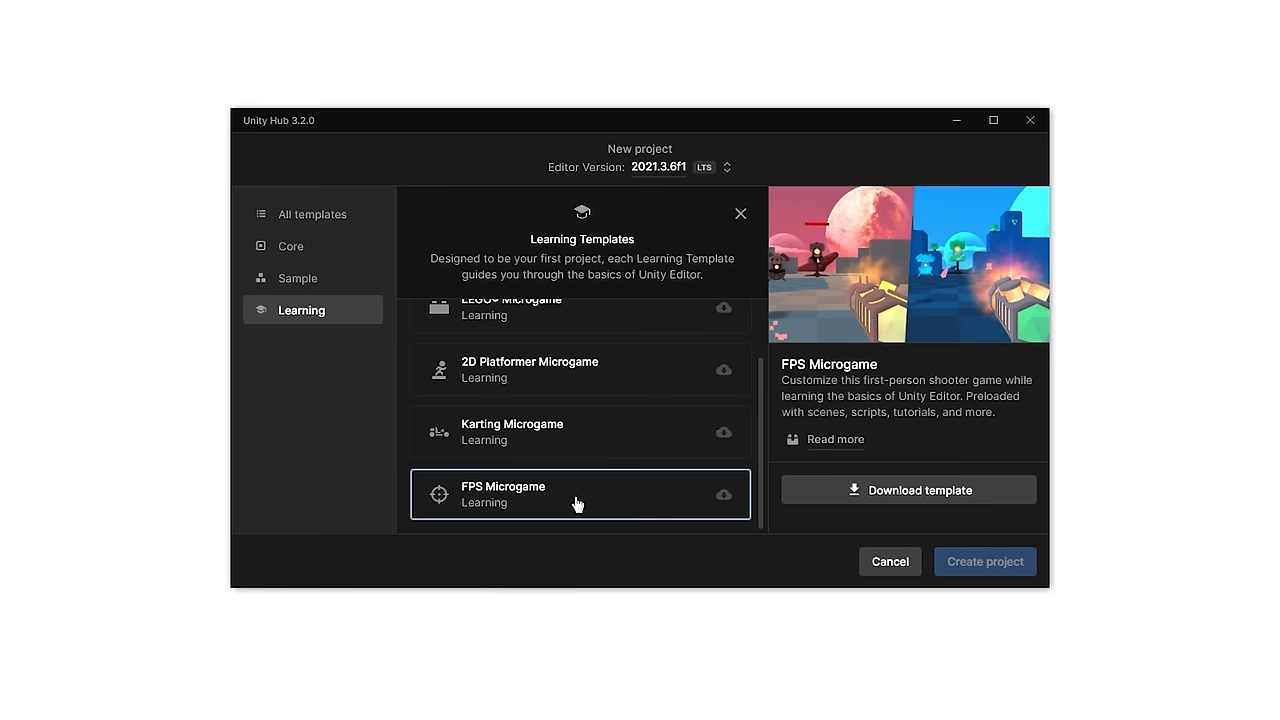 Unity Hub 3.2.0
New project
Editor Version: 2021.3.6f1 LTS
All templates
Core
Sample
Learning
Learning Templates
Designed to be your first project, each Learning Template
guides you through the basics of Unity Editor.
LEGO® Microgame
Learning
2D Platformer Microgame
Learning
Karting Microgame
Learning
FPS Microgame
Learning
FPS Microgame
Customize this first-person shooter game while
learning the basics of Unity Editor. Preloaded
with scenes, scripts, tutorials, and more.
Read more
Download template
Cancel
Create project